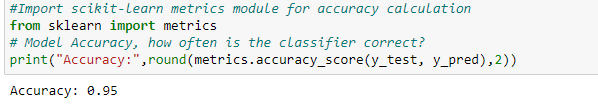 #Import scikit-learn metrics module for accuracy calculation
from sklearn import metrics
# Model Accuracy, how often is the classifier correct?
print("Accuracy:",round(metrics.accuracy_score(y_test, y_pred),2))
Accuracy: 0.95